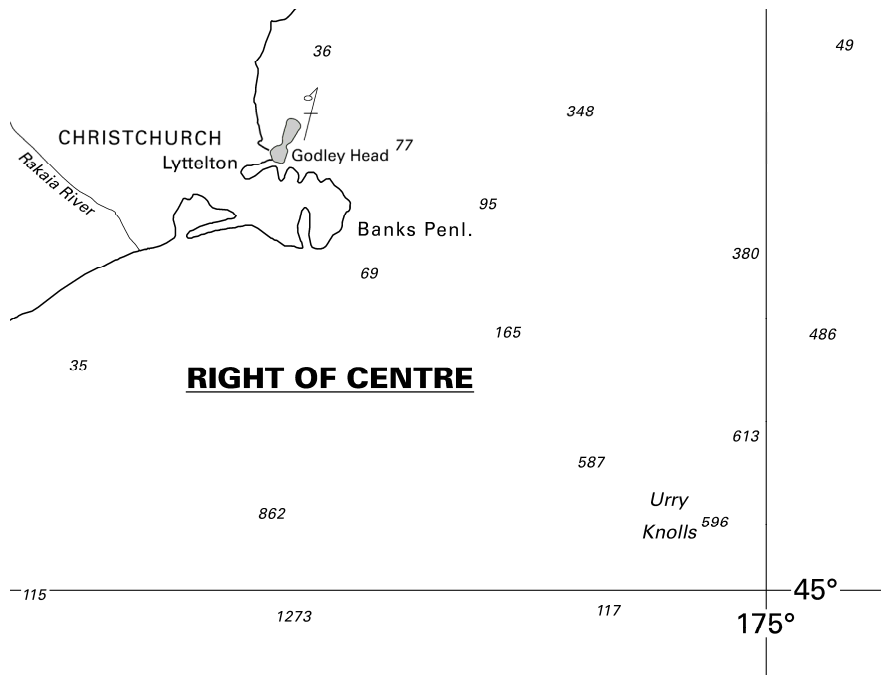 36
49
348
CHRISTCHURCH
77
Godley Head
Lyttelton
Rakaia River
95
Banks Penl.
380
69
165
486
35
RIGHT OF CENTRE
613
587
Urry
Knolls 596
862
45°
115
117
1273
175°